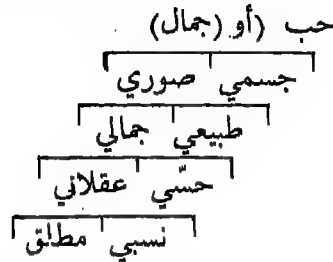 حب (أو (جمال)
جسمي صوري
طبيعي جمالي
حسّي عقلاني
نسبي مطلق